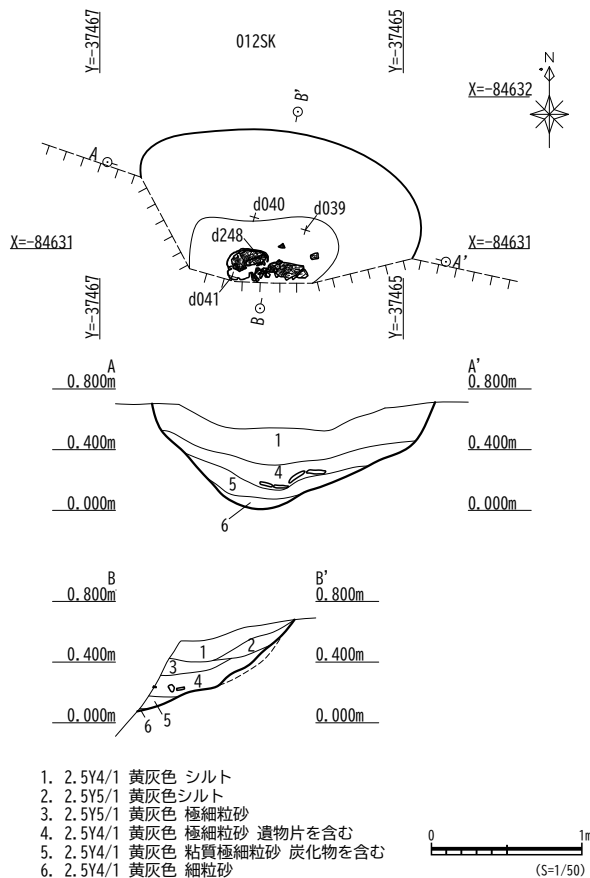 012SK
Y=-37467
Y=-37465
N
X=-84632
B'
A
d040
d039
d248
X=-84631
X=-84631
d041
A'
B
Y=-37467
Y=-37465
A
A'
0.800m
0.800m
1
0.400m
0.400m
4
5
0.000m
0.000m
6
B
B'
0.800m
0.800m
1
2
0.400m
0.400m
3
4
0.000m
0.000m
6
5
1. 2.5Y4/1 黄灰色 シルト
2. 2.5Y5/1 黄灰色シルト
3. 2.5Y5/1 黄灰色 極細粒砂
4. 2.5Y4/1 黄灰色 極細粒砂 遺物片を含む
5. 2.5Y4/1 黄灰色 粘質極細粒砂 炭化物を含む
6. 2.5Y4/1 黄灰色 細粒砂
0
1m
(S=1/50)